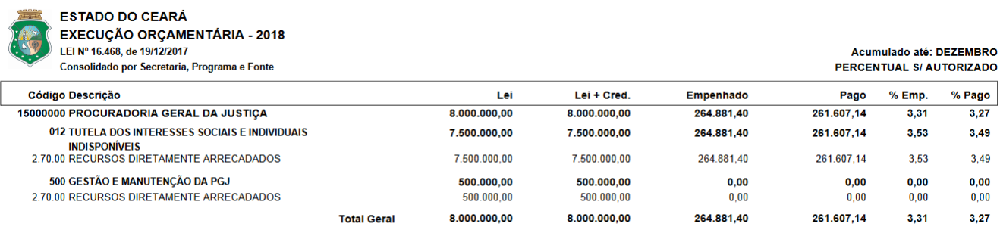 ESTADO DO CEARÁ
EXECUÇÃO ORÇAMENTÁRIA - 2018
LEI Nº 16.468, de 19/12/2017
Acumulado até: DEZEMBRO
Consolidado por Secretaria, Programa e Fonte
PERCENTUAL S/ AUTORIZADO
Código Descrição Lei Lei + Cred. Empenhado Pago % Emp. % Pago
15000000 PROCURADORIA GERAL DA JUSTIÇA 8.000.000,00 8.000.000,00 264.881,40 261.607,14 3,31 3,27
012 TUTELA DOS INTERESSES SOCIAIS E INDIVIDUAIS 7.500.000,00 7.500.000,00 264.881,40 261.607,14 3,53 3,49
INDISPONÍVEIS
2.70.00 RECURSOS DIRETAMENTE ARRECADADOS 7.500.000,00 7.500.000,00 264.881,40 261.607,14 3,53 3,49
500 GESTÃO E MANUTENÇÃO DA PGJ 500.000,00 500.000,00 0,00 0,00 0,00 0,00
2.70.00 RECURSOS DIRETAMENTE ARRECADADOS 500.000,00 500.000,00 0,00 0,00 0,00 0,00
Total Geral 8.000.000,00 8.000.000,00 264.881,40 261.607,14 3,31 3,27